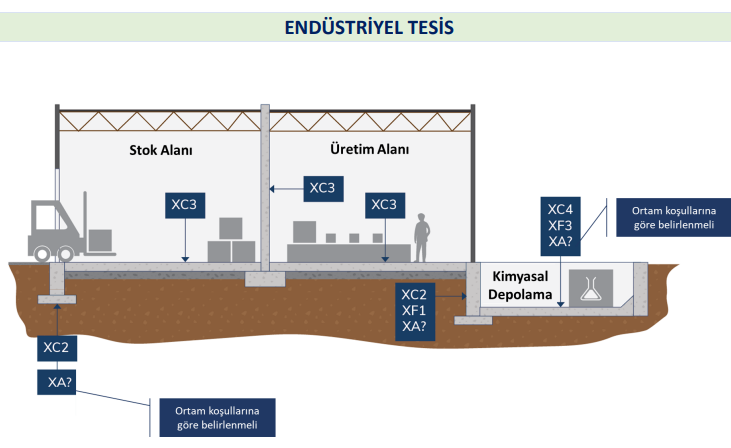 ENDÜSTRİYEL TESİS
Stok Alanı
Üretim Alanı
XC3
XC3
XC3
XC4
XF3
XA?
Ortam koşullarına
göre belirlenmeli
Kimyasal
Depolama
XC2
XF1
XA?
XC2
XA?
Ortam koşullarına
göre belirlenmeli